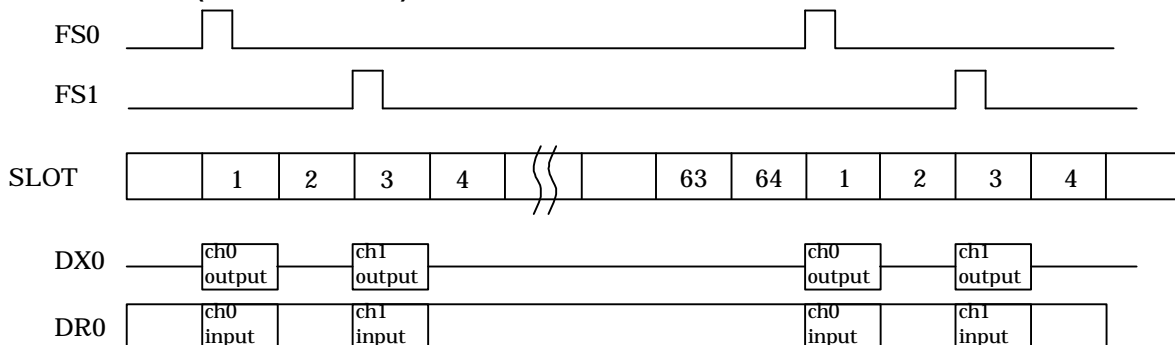 FS0
FS1
SLOT 1 2 3 4 63 64 1 2 3 4
DX0 ch0 output ch1 output ch0 output ch1 output
DR0 ch0 input ch1 input ch0 input ch1 input